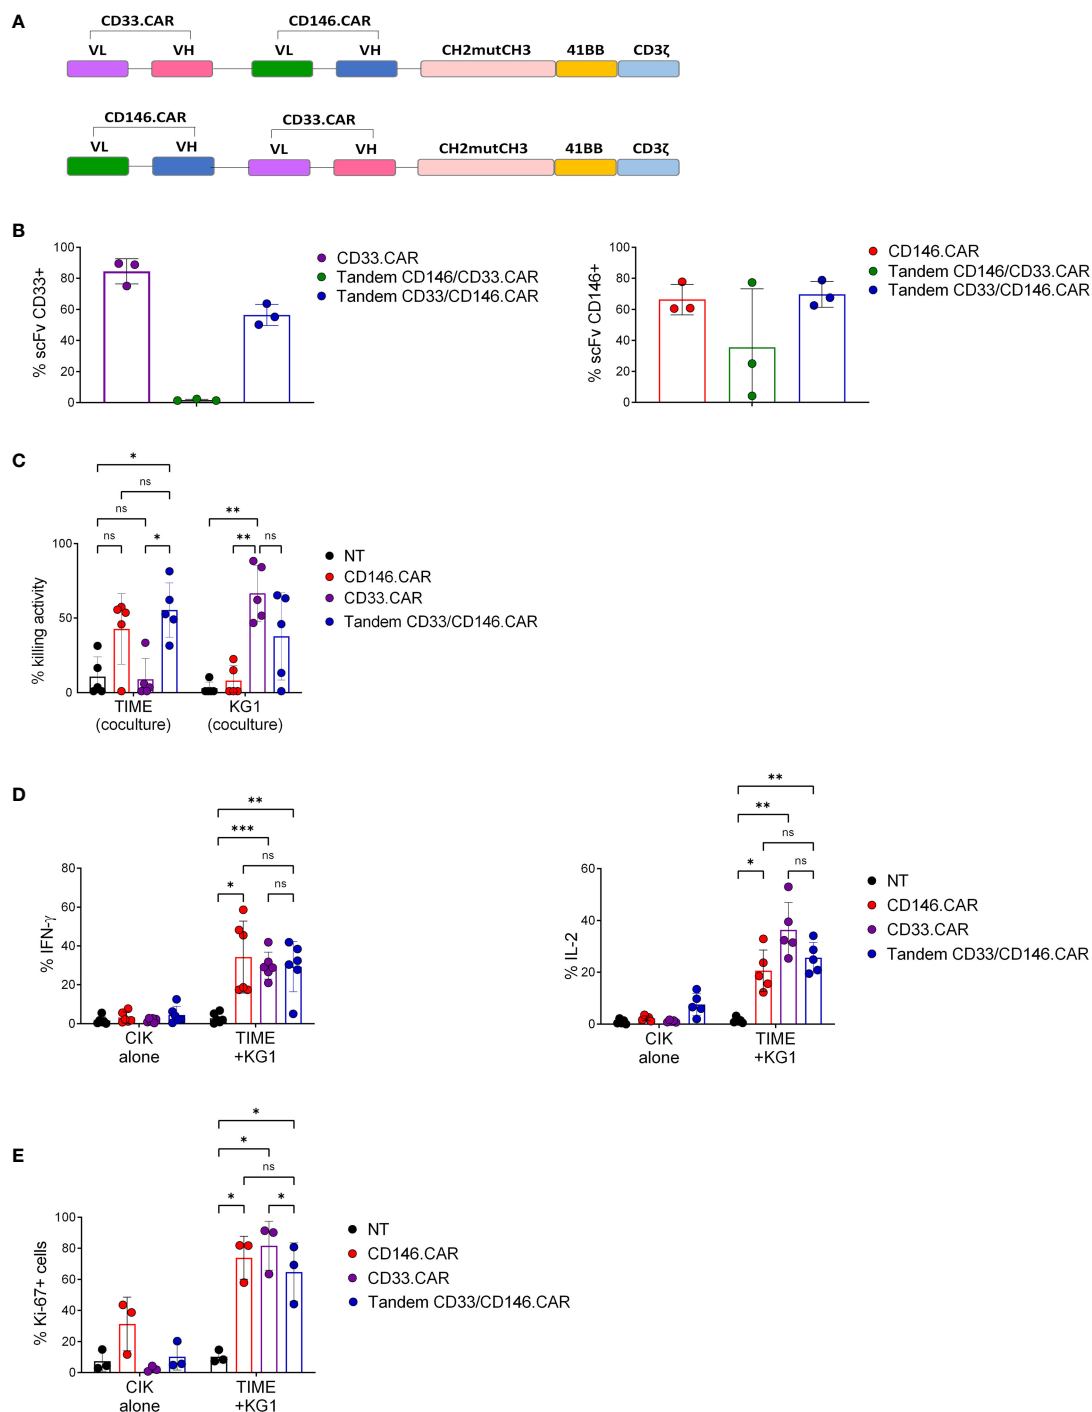 A
CD33.CAR CD146.CAR
VL VH VL VH CH2mutCH3 41BB CD3ζ
CD146.CAR CD33.CAR
VL VH VL VH CH2mutCH3 41BB CD3ζ
B
% scFv CD33+
100
80
60
40
20
0
CD33.CAR
Tandem CD146/CD33.CAR
Tandem CD33/CD146.CAR
% scFv CD146+
100
80
60
40
20
0
CD146.CAR
Tandem CD146/CD33.CAR
Tandem CD33/CD146.CAR
C
*
ns
ns **
ns * ** ns
% killing activity
100
50
0
TIME KG1
(coculture) (coculture)
NT
CD146.CAR
CD33.CAR
Tandem CD33/CD146.CAR
D
**
***
ns
* ns
% IFN-γ
80
60
40
20
0
CIK TIME
alone +KG1
**
**
ns
* ns
% IL-2
60
40
20
0
CIK TIME
alone +KG1
NT
CD146.CAR
CD33.CAR
Tandem CD33/CD146.CAR
E
*
*
ns
* *
% Ki-67+ cells
100
80
60
40
20
0
CIK TIME
alone +KG1
NT
CD146.CAR
CD33.CAR
Tandem CD33/CD146.CAR